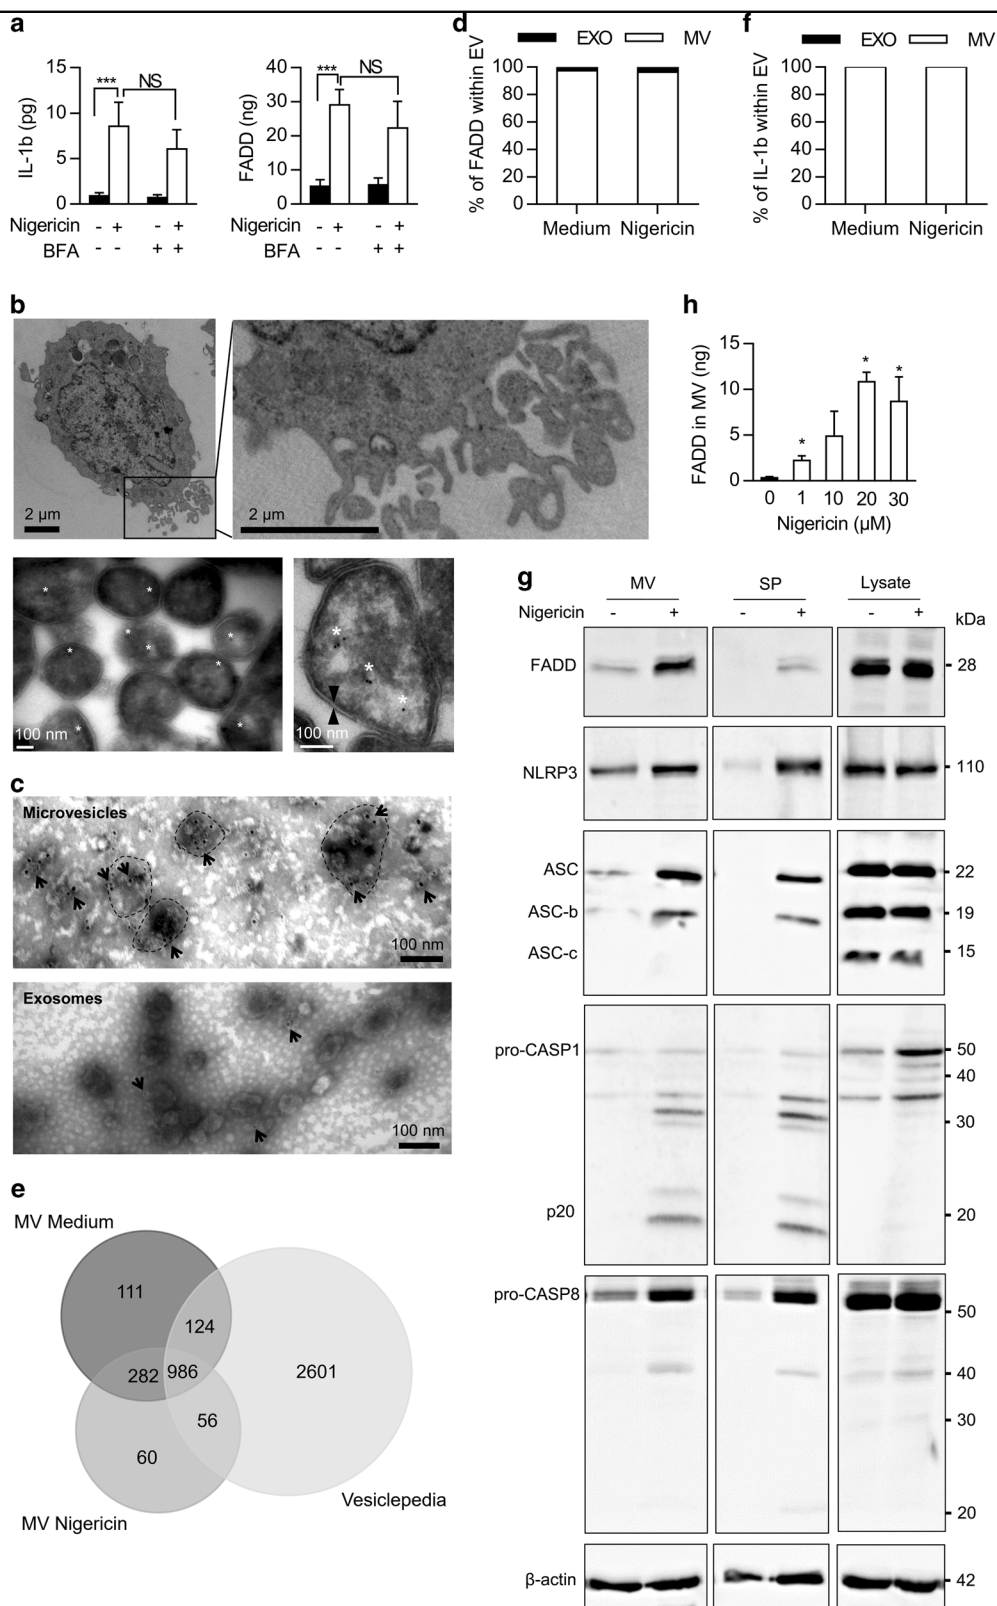 a
IL-1b (pg)
15
10
5
0
*** NS
Nigericin - + - +
BFA - - + +
FADD (ng)
40
30
20
10
0
*** NS
Nigericin - + - +
BFA - - + +
d
EXO MV
% of FADD within EV
100
80
60
40
20
0
Medium Nigericin
f
EXO MV
% of IL-1b within EV
100
80
60
40
20
0
Medium Nigericin
b
2 µm
2 µm
* * * * * * * * *
100 nm
* * *
100 nm
c
Microvesicles
100 nm
Exosomes
100 nm
e
MV Medium
111
124
282 986 2601
56
60
Vesiclepedia
MV Nigericin
h
FADD in MV (ng)
15
10
5
0
* * *
0 1 10 20 30
Nigericin (µM)
g
MV SP Lysate
Nigericin - + - + - + kDa
FADD 28
NLRP3 110
ASC 22
ASC-b 19
ASC-c 15
pro-CASP1 50
40
30
p20 20
pro-CASP8 50
40
30
20
β-actin 42